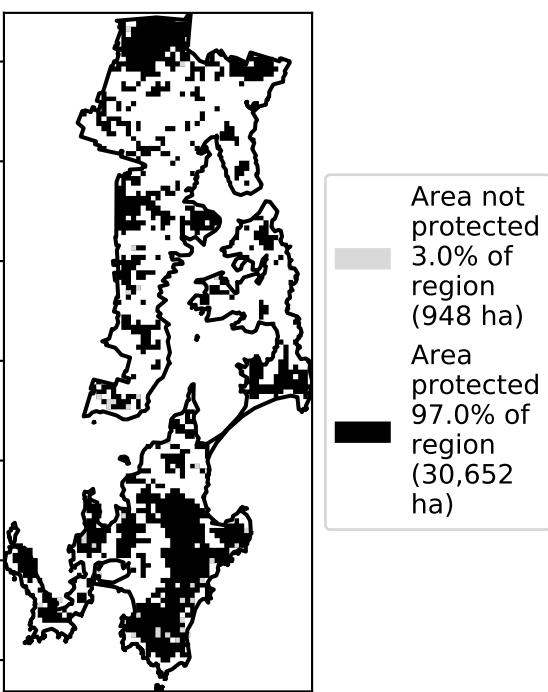 Area not
protected
3.0% of
region
(948 ha)
Area
protected
97.0% of
region
(30,652
ha)